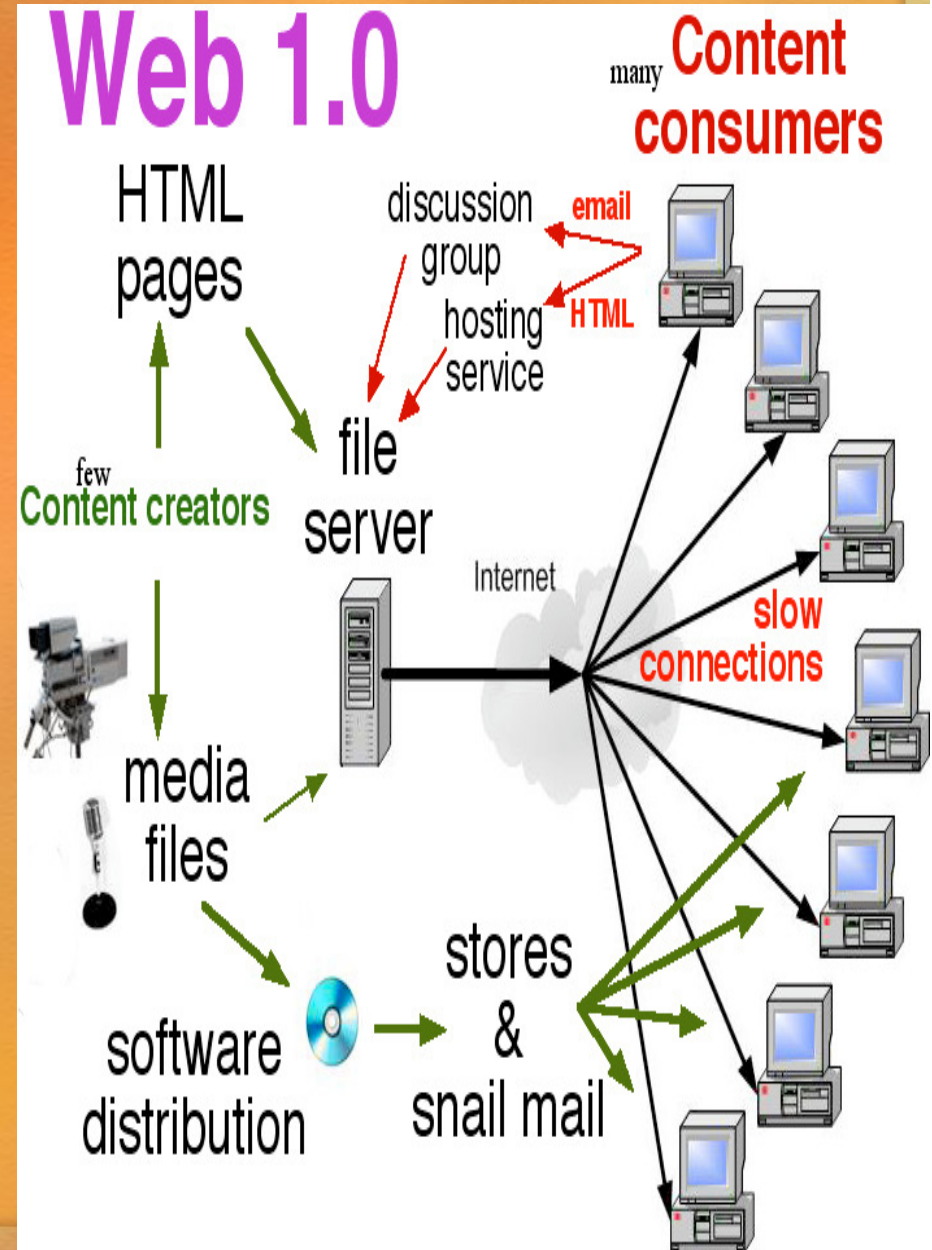 Web 1.0
many Content
consumers
HTML
pages
discussion
group
email
hosting
service
HTML
few
Content creators
file
server
Internet
slow
connections
media
files
stores
&
snail mail
software
distribution